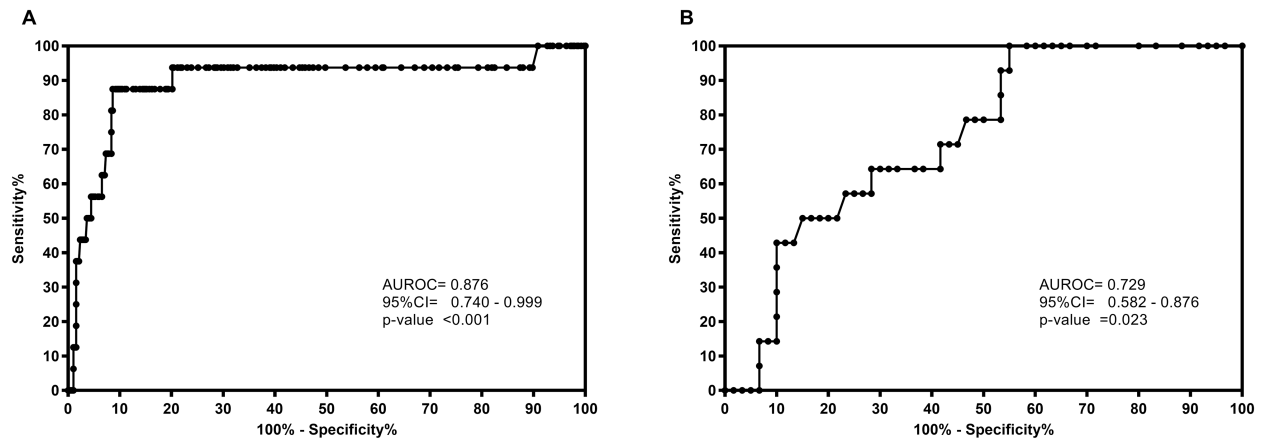 A
100
90
80
70
60
50
40
30
20
10
0
Sensitivity%
AUROC= 0.876
95%CI= 0.740 - 0.999
p-value <0.001
0 10 20 30 40 50 60 70 80 90 100
100% - Specificity%
B
100
90
80
70
60
50
40
30
20
10
0
Sensitivity%
AUROC= 0.729
95%CI= 0.582 - 0.876
p-value =0.023
0 10 20 30 40 50 60 70 80 90 100
100% - Specificity%